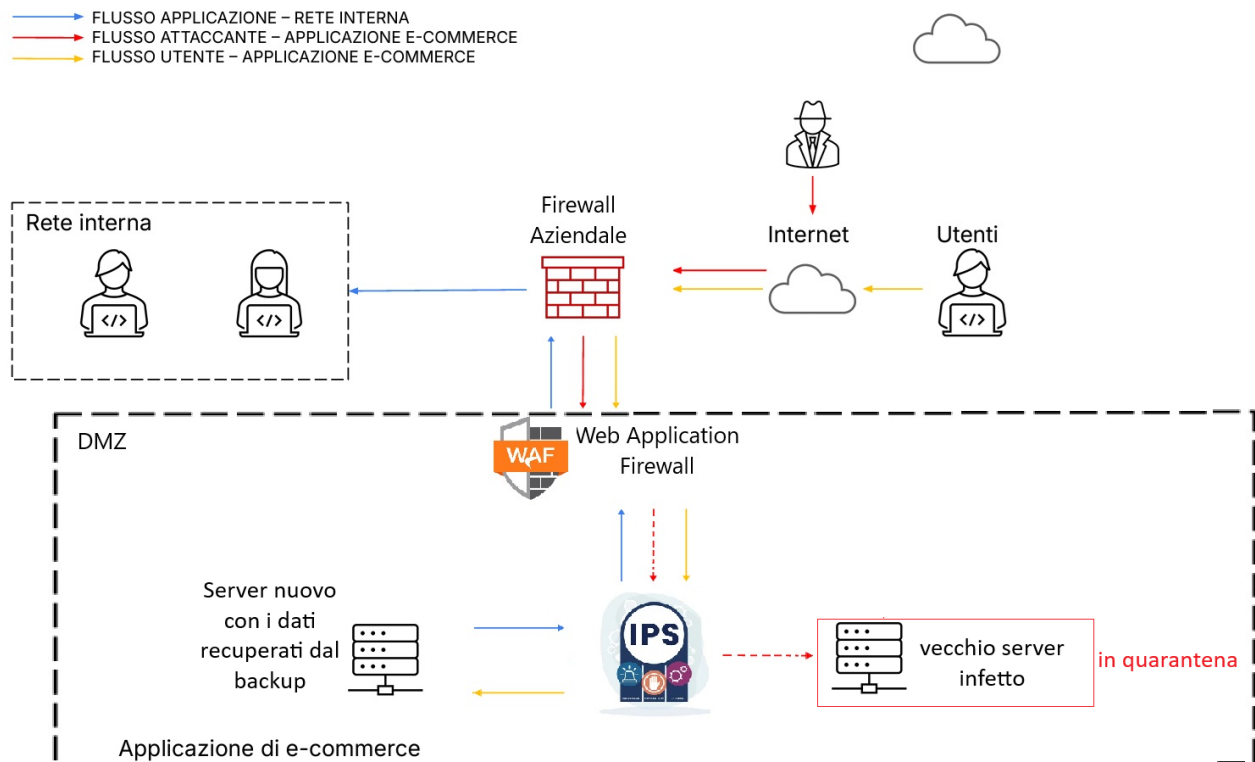 FLUSSO APPLICAZIONE – RETE INTERNA
FLUSSO ATTACCANTE – APPLICAZIONE E-COMMERCE
FLUSSO UTENTE – APPLICAZIONE E-COMMERCE
Rete interna
Firewall
Aziendale
Internet
Utenti
DMZ
WAF
Web Application
Firewall
Server nuovo
con i dati
recuperati dal
backup
IPS
vecchio server
infetto
in quarantena
Applicazione di e-commerce